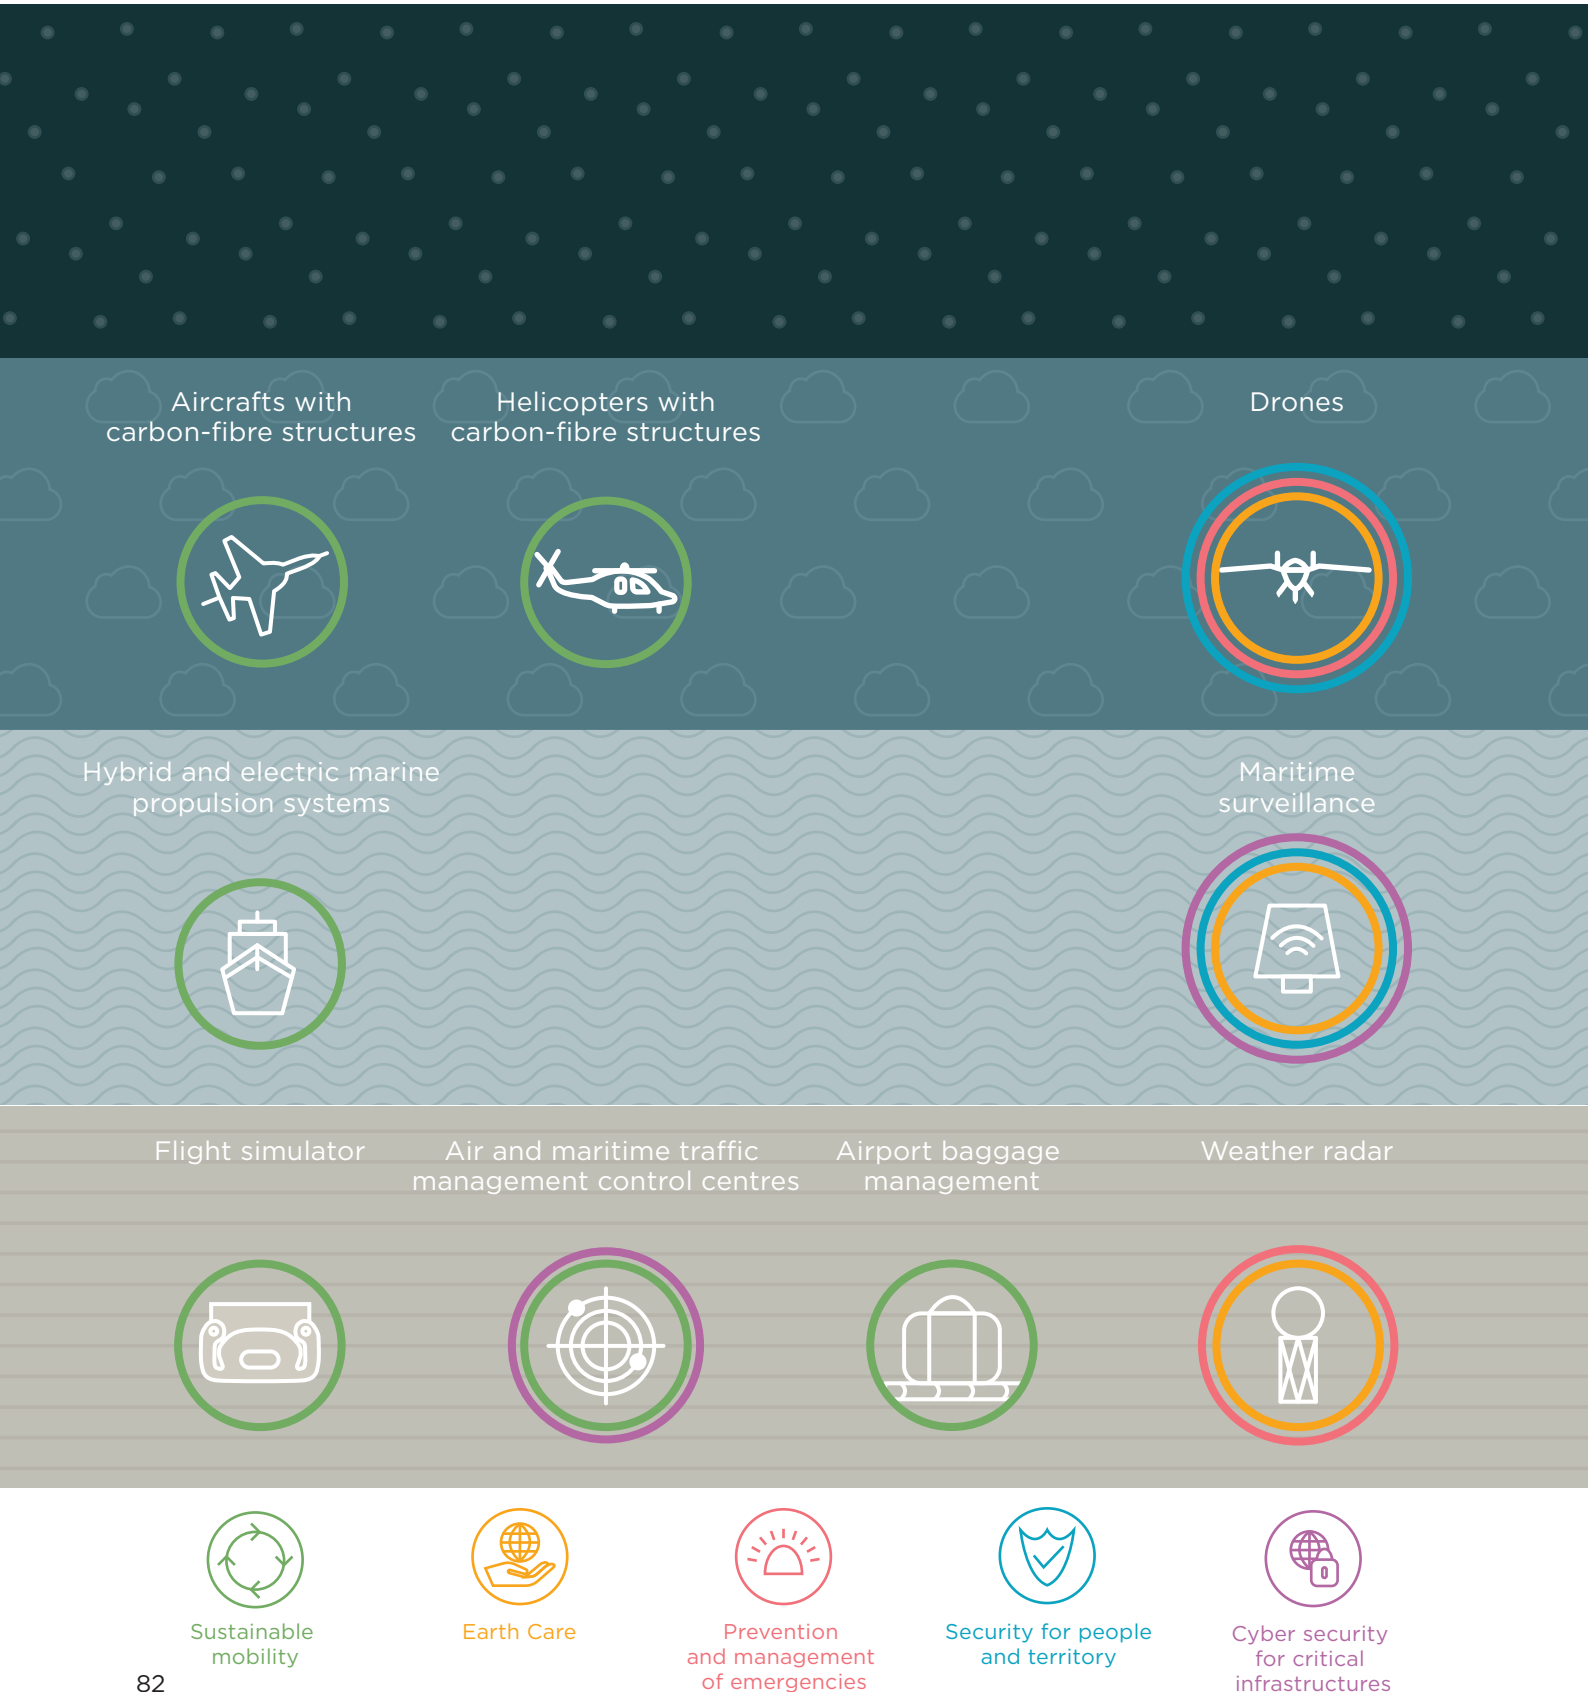 Aircrafts with
carbon-fibre structures
Helicopters with
carbon-fibre structures
Drones
Hybrid and electric marine
propulsion systems
Maritime
surveillance
Flight simulator
Air and maritime traffic
management control centres
Airport baggage
management
Weather radar
Sustainable
mobility
Earth Care
Prevention
and management
of emergencies
Security for people
and territory
Cyber security
for critical
infrastructures
82